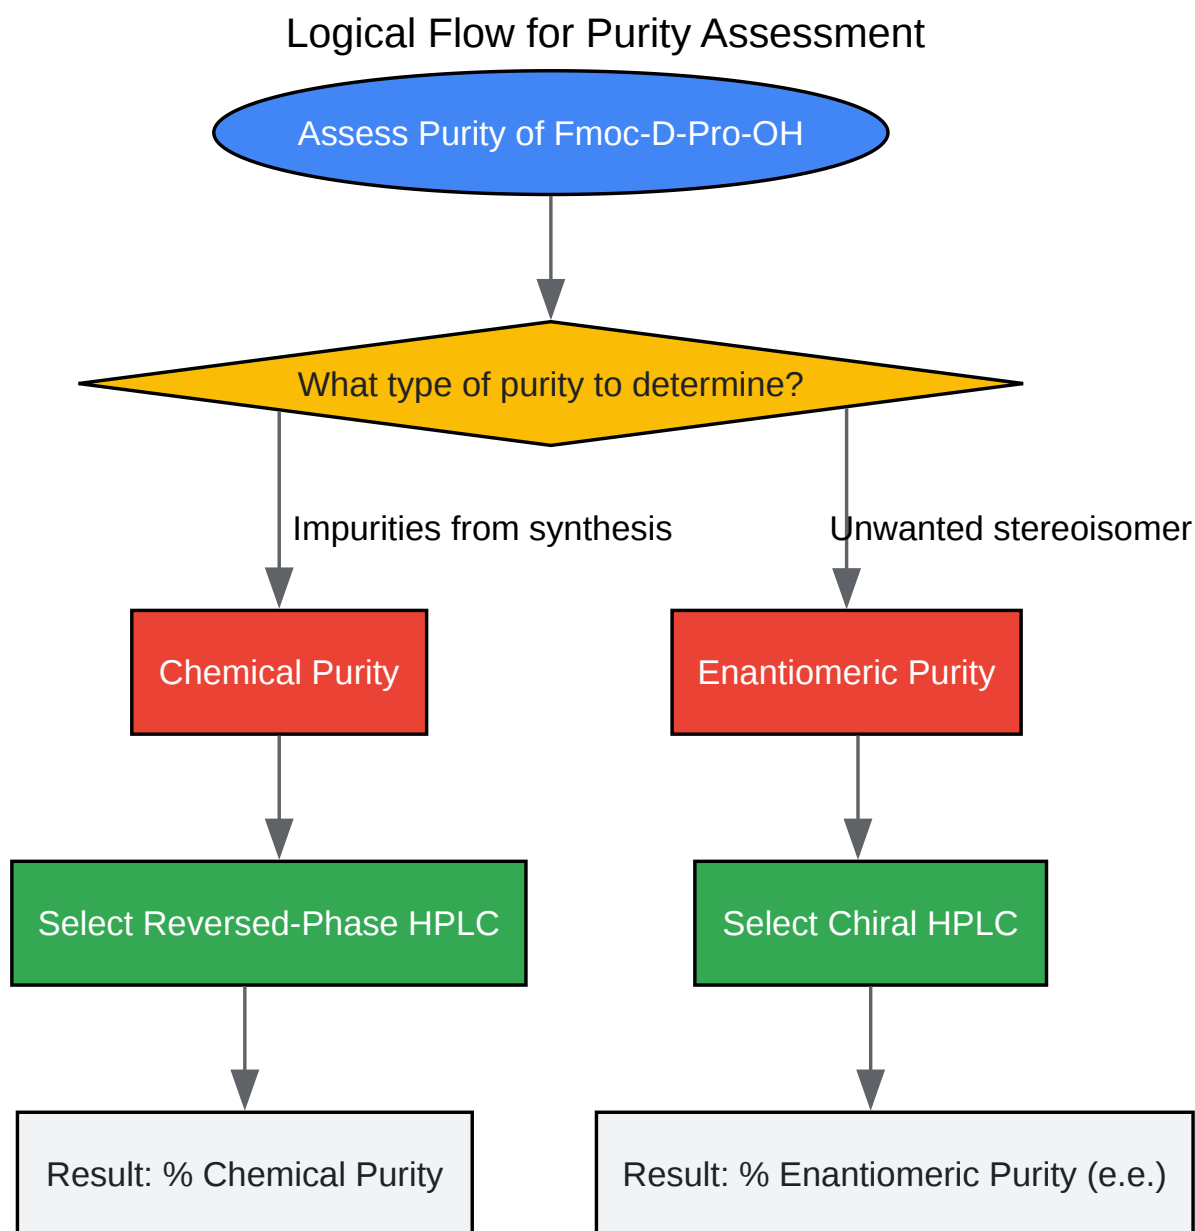 Logical Flow for Purity Assessment
Assess Purity of Fmoc-D-Pro-OH
What type of purity to determine?
Impurities from synthesis
Unwanted stereoisomer
Chemical Purity
Enantiomeric Purity
Select Reversed-Phase HPLC
Select Chiral HPLC
Result: % Chemical Purity
Result: % Enantiomeric Purity (e.e.)